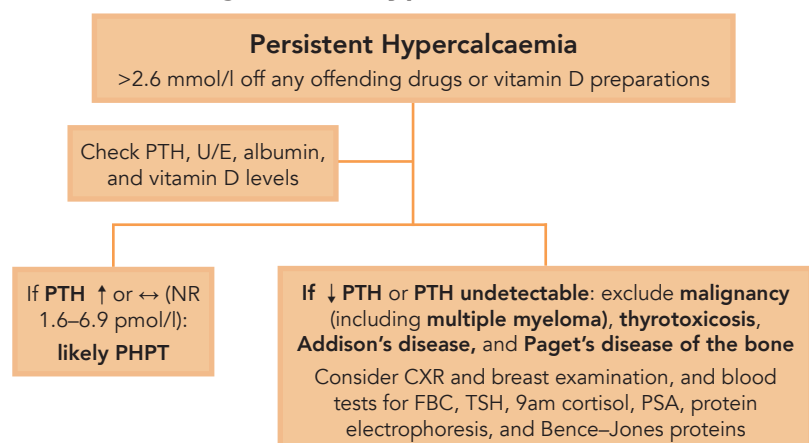 Persistent Hypercalcaemia
>2.6 mmol/l off any offending drugs or vitamin D preparations
Check PTH, U/E, albumin,
and vitamin D levels
If PTH ↑ or ↔ (NR
1.6–6.9 pmol/l):
likely PHPT
If ↓ PTH or PTH undetectable: exclude malignancy
(including multiple myeloma), thyrotoxicosis,
Addison's disease, and Paget's disease of the bone
Consider CXR and breast examination, and blood
tests for FBC, TSH, 9am cortisol, PSA, protein
electrophoresis, and Bence–Jones proteins